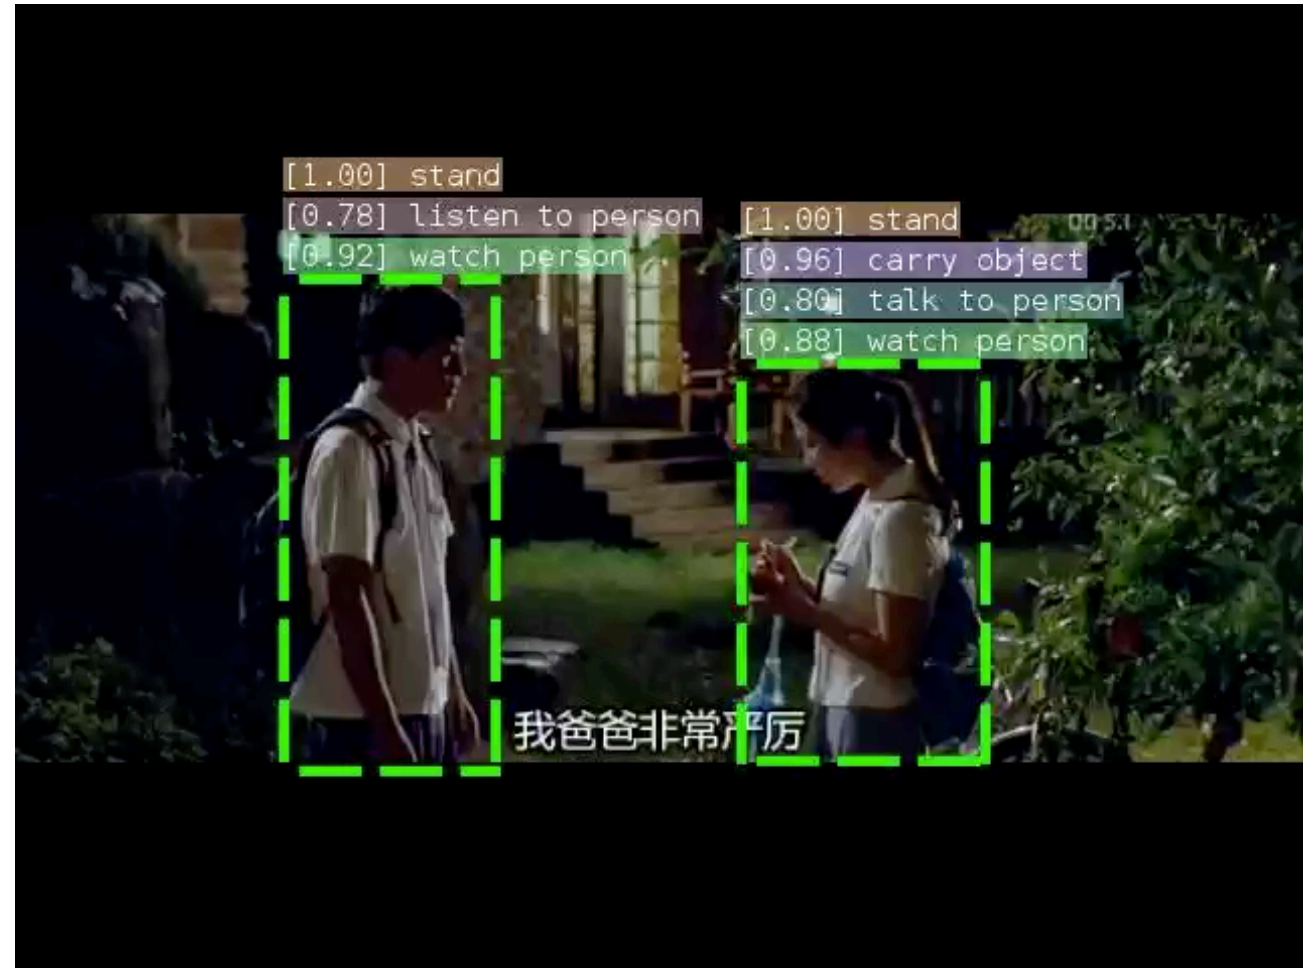 [1.00] stand
[0.78] listen to person
[0.92] watch person
[1.00] stand
[0.96] carry object
[0.80] talk to person
[0.88] watch person
我爸爸非常严厉